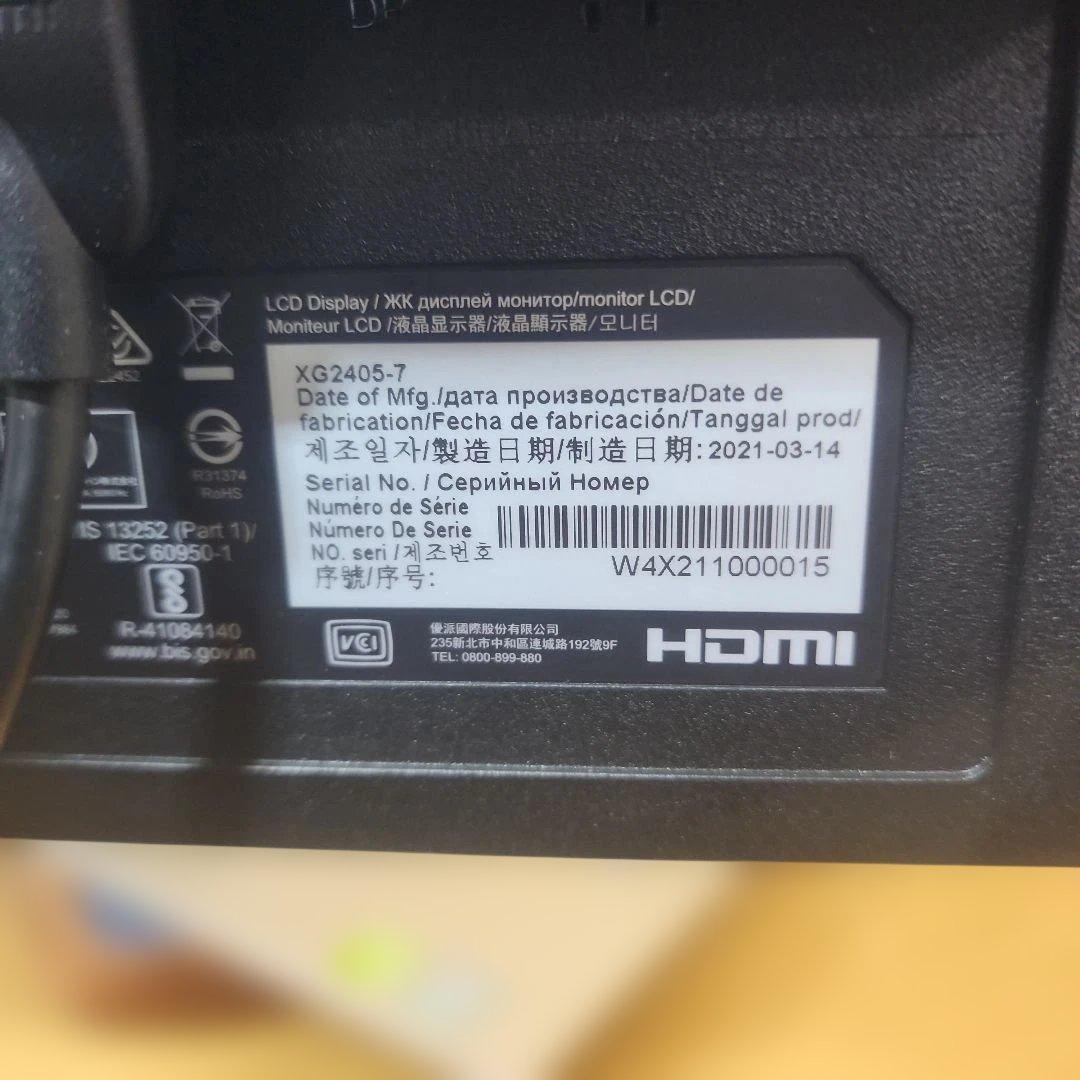 LCD Display / ЖК дисплей монитор/monitor LCD/
Moniteur LCD /液晶显示器/液晶顯示器/모니터
XG2405-7
Date of Mfg./дата производства/Date de
fabrication/Fecha de fabricación/Tanggal prod/
제조일자/製造日期/制造日期: 2021-03-14
Serial No. / Серийный Номер
Numéro de Série
Número De Serie
NO. seri /제조번호
序號/序号:
W4X211000015
R31374
RoHS
IS 13252 (Part 1)/
IEC 60950-1
R-41084140
www.bis.gov.in
VCCI
優派國際股份有限公司
235新北市中和區連城路192號9F
TEL: 0800-899-880
HDMI